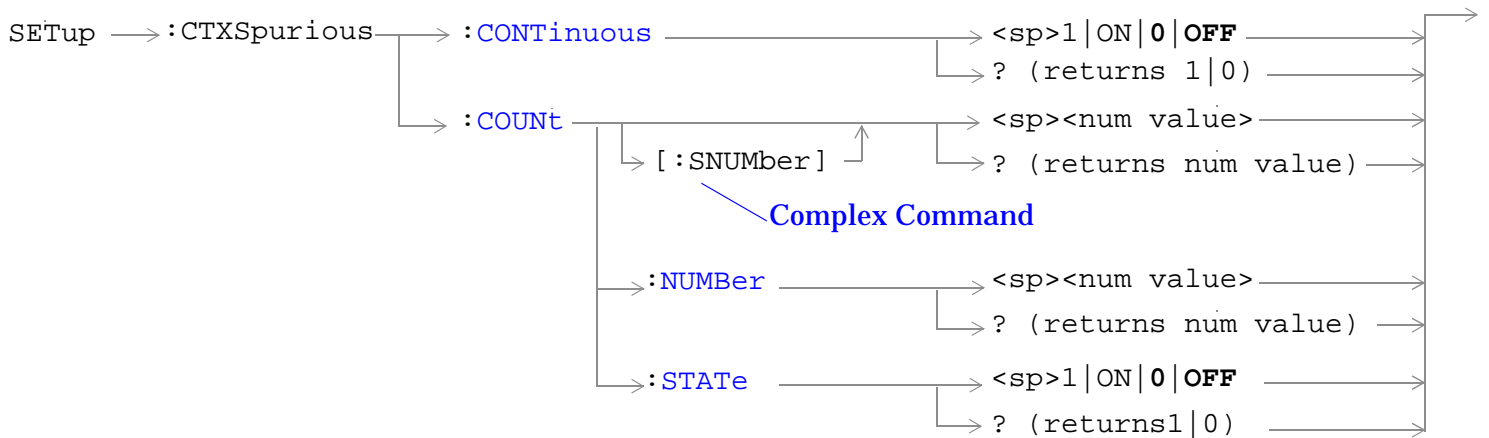 SETup :CTXSpurious :CONTinuous <sp>1|ON|0|OFF
? (returns 1|0)
:COUNt <sp><num value>
[:SNUMber] ? (returns num value)
Complex Command
:NUMBer <sp><num value>
? (returns num value)
:STATe <sp>1|ON|0|OFF
? (returns1|0)